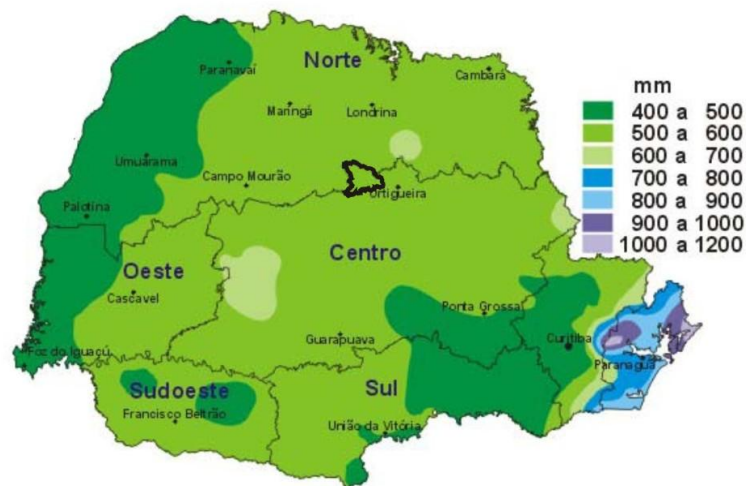 Norte
Paranavaí
Cambará
Maringá
Londrina
Umuarama
Campo Mourão
Ortigueira
Palotina
Oeste
Centro
Cascavel
Ponta Grossa
Foz do Iguaçú
Guarapuava
Curitiba
Paranaguá
Sudoeste
Sul
Francisco Beltrão
União da Vitória
mm
400 a 500
500 a 600
600 a 700
700 a 800
800 a 900
900 a 1000
1000 a 1200